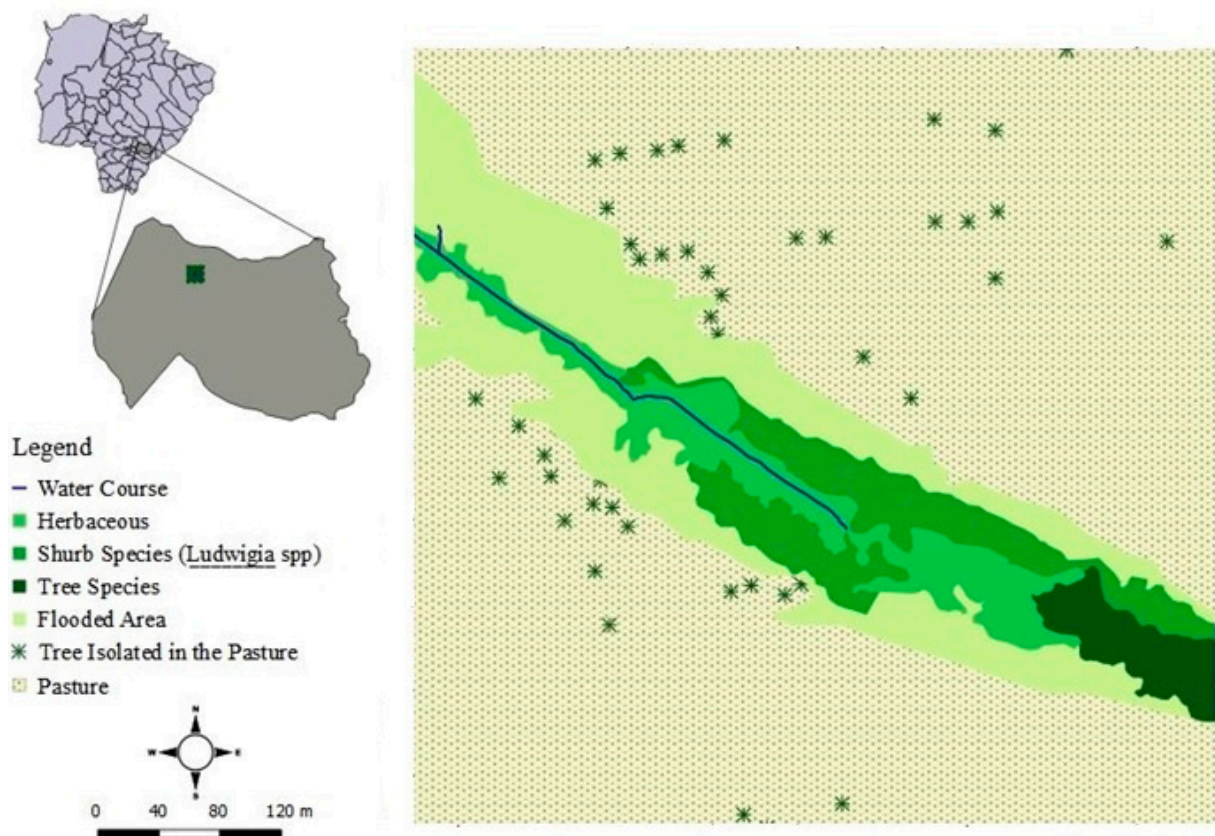 Legend
Water Course
Herbaceous
Shurb Species (Ludwigia spp)
Tree Species
Flooded Area
Tree Isolated in the Pasture
Pasture
N
W E
S
0 40 80 120 m